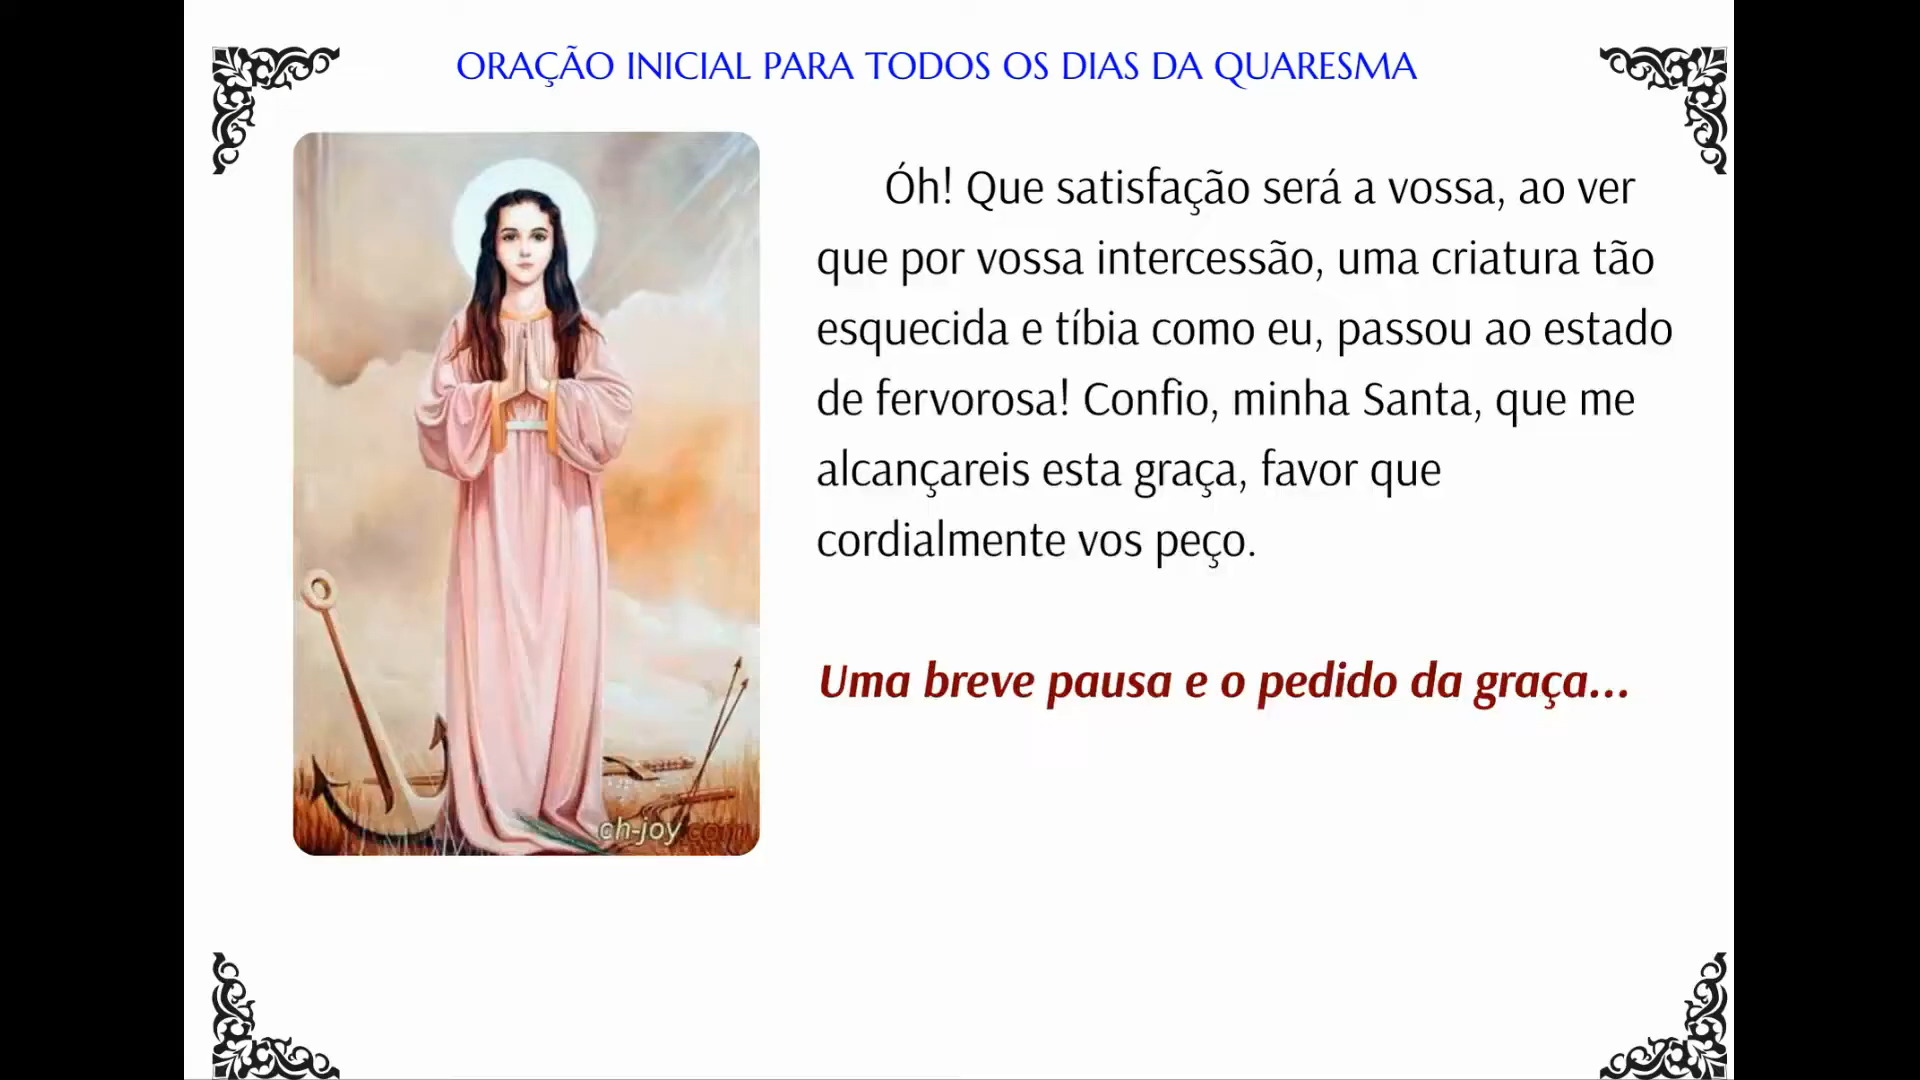 ORAÇÃO INICIAL PARA TODOS OS DIAS DA QUARESMA
Óh! Que satisfação será a vossa, ao ver
que por vossa intercessão, uma criatura tão
esquecida e tíbia como eu, passou ao estado
de fervorosa! Confio, minha Santa, que me
alcançareis esta graça, favor que
cordialmente vos peço.
Uma breve pausa e o pedido da graça...
ch-joy.com